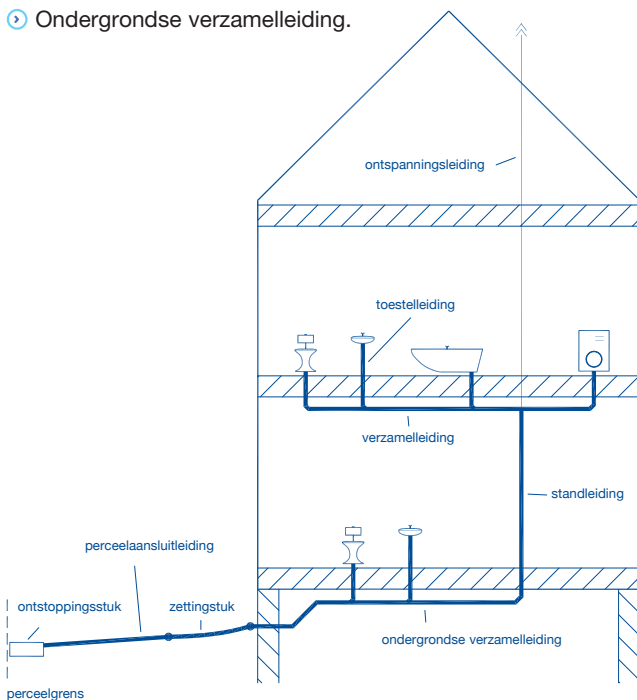 Ondergrondse verzamelleiding.
ontspanningsleiding
toestelleiding
verzamelleiding
standleiding
perceelaansluitleiding
ontstoppingsstuk
zettingstuk
ondergrondse verzamelleiding
perceelgrens